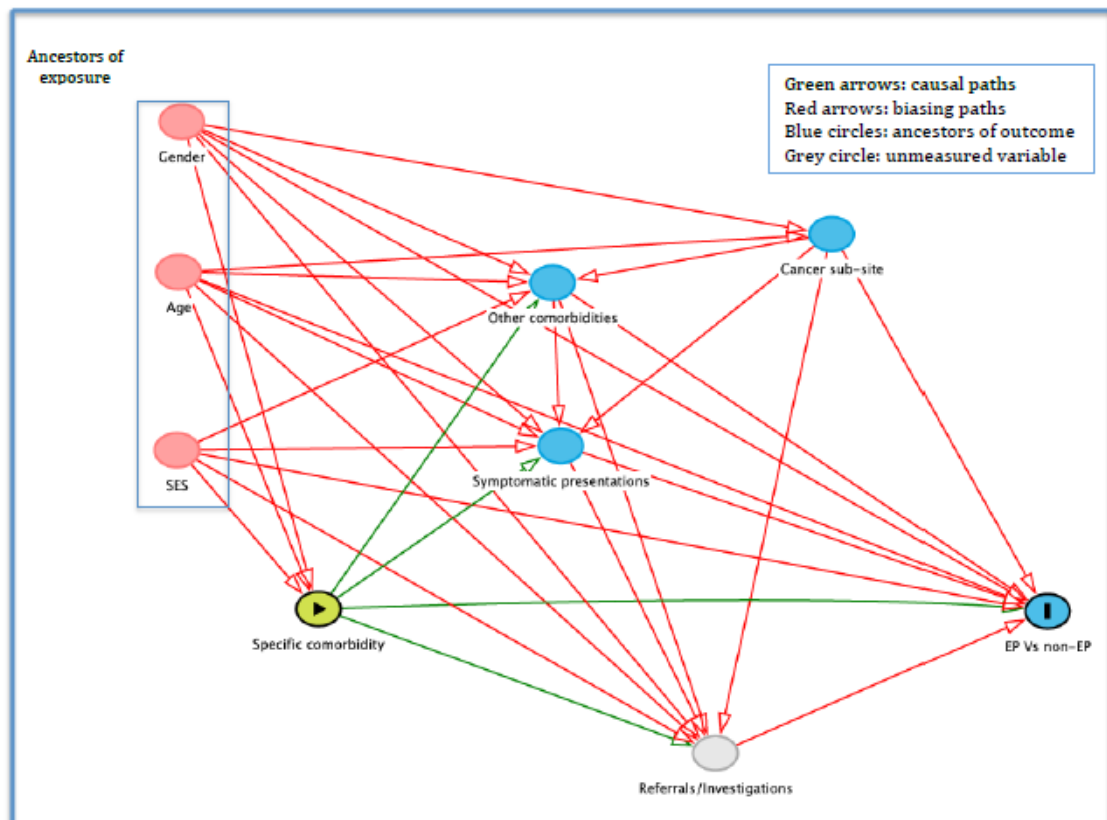 Ancestors of
exposure
Green arrows: causal paths
Red arrows: biasing paths
Blue circles: ancestors of outcome
Grey circle: unmeasured variable
Gender
Cancer sub-site
Age
Other comorbidities
SES
Symptomatic presentations
Specific comorbidity
EP Vs non-EP
Referrals/Investigations